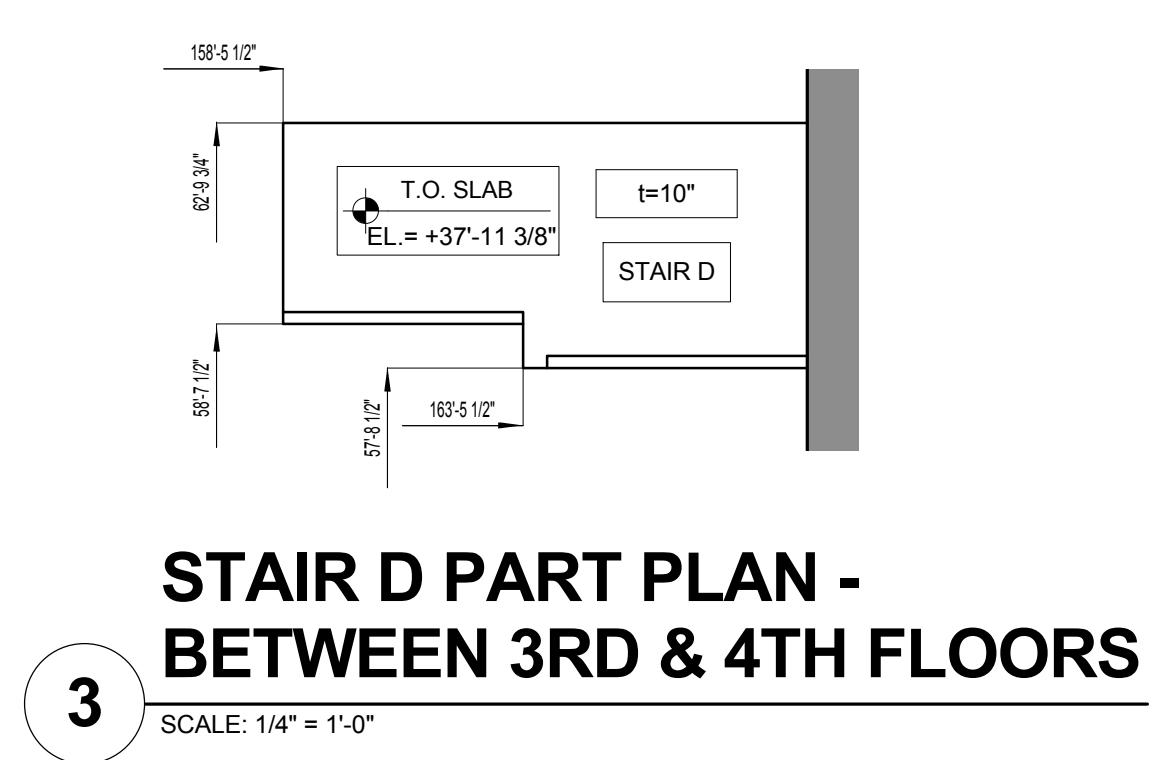 158'-5 1/2"
62'-9 3/4"
T.O. SLAB
EL.= +37'-11 3/8"
t=10"
STAIR D
58'-7 1/2"
57'-8 1/2"
163'-5 1/2"
STAIR D PART PLAN -
BETWEEN 3RD & 4TH FLOORS
3
SCALE: 1/4" = 1'-0"